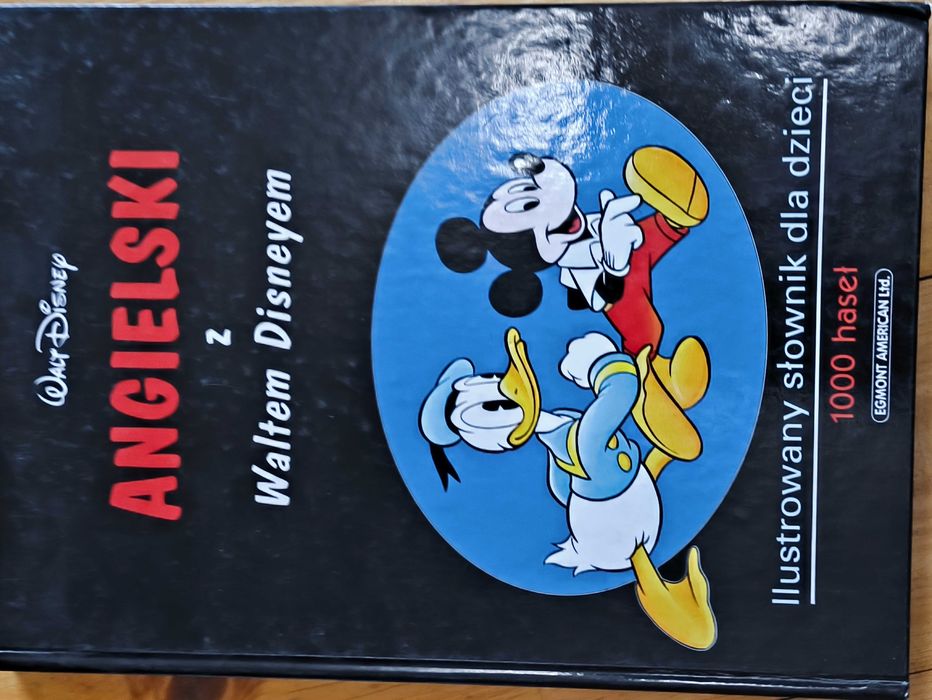 Walt Disney
ANGIELSKI
z
Waltem Disneyem
Ilustrowany słownik dla dzieci
1000 haseł
EGMONT AMERICAN Ltd.